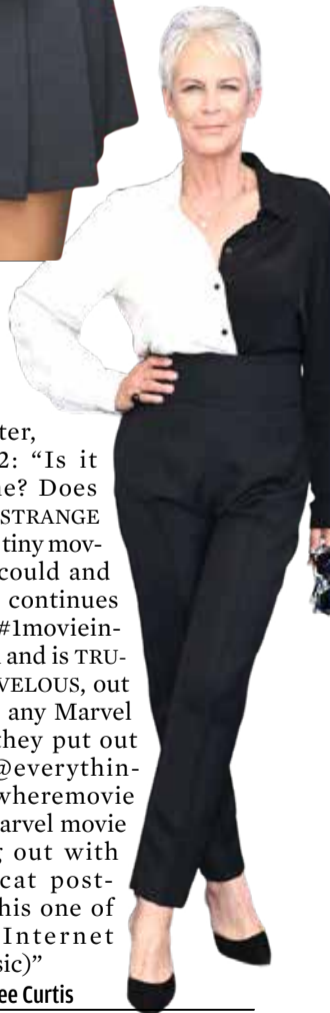 ter,
2: “Is it
e? Does
STRANGE
tiny mov-
could and
continues
#1moviein-
and is TRU-
VELOUS, out
any Marvel
they put out
@everythin-
wheremovie
arvel movie
g out with
cat post-
his one of
Internet
sic)”
ee Curtis